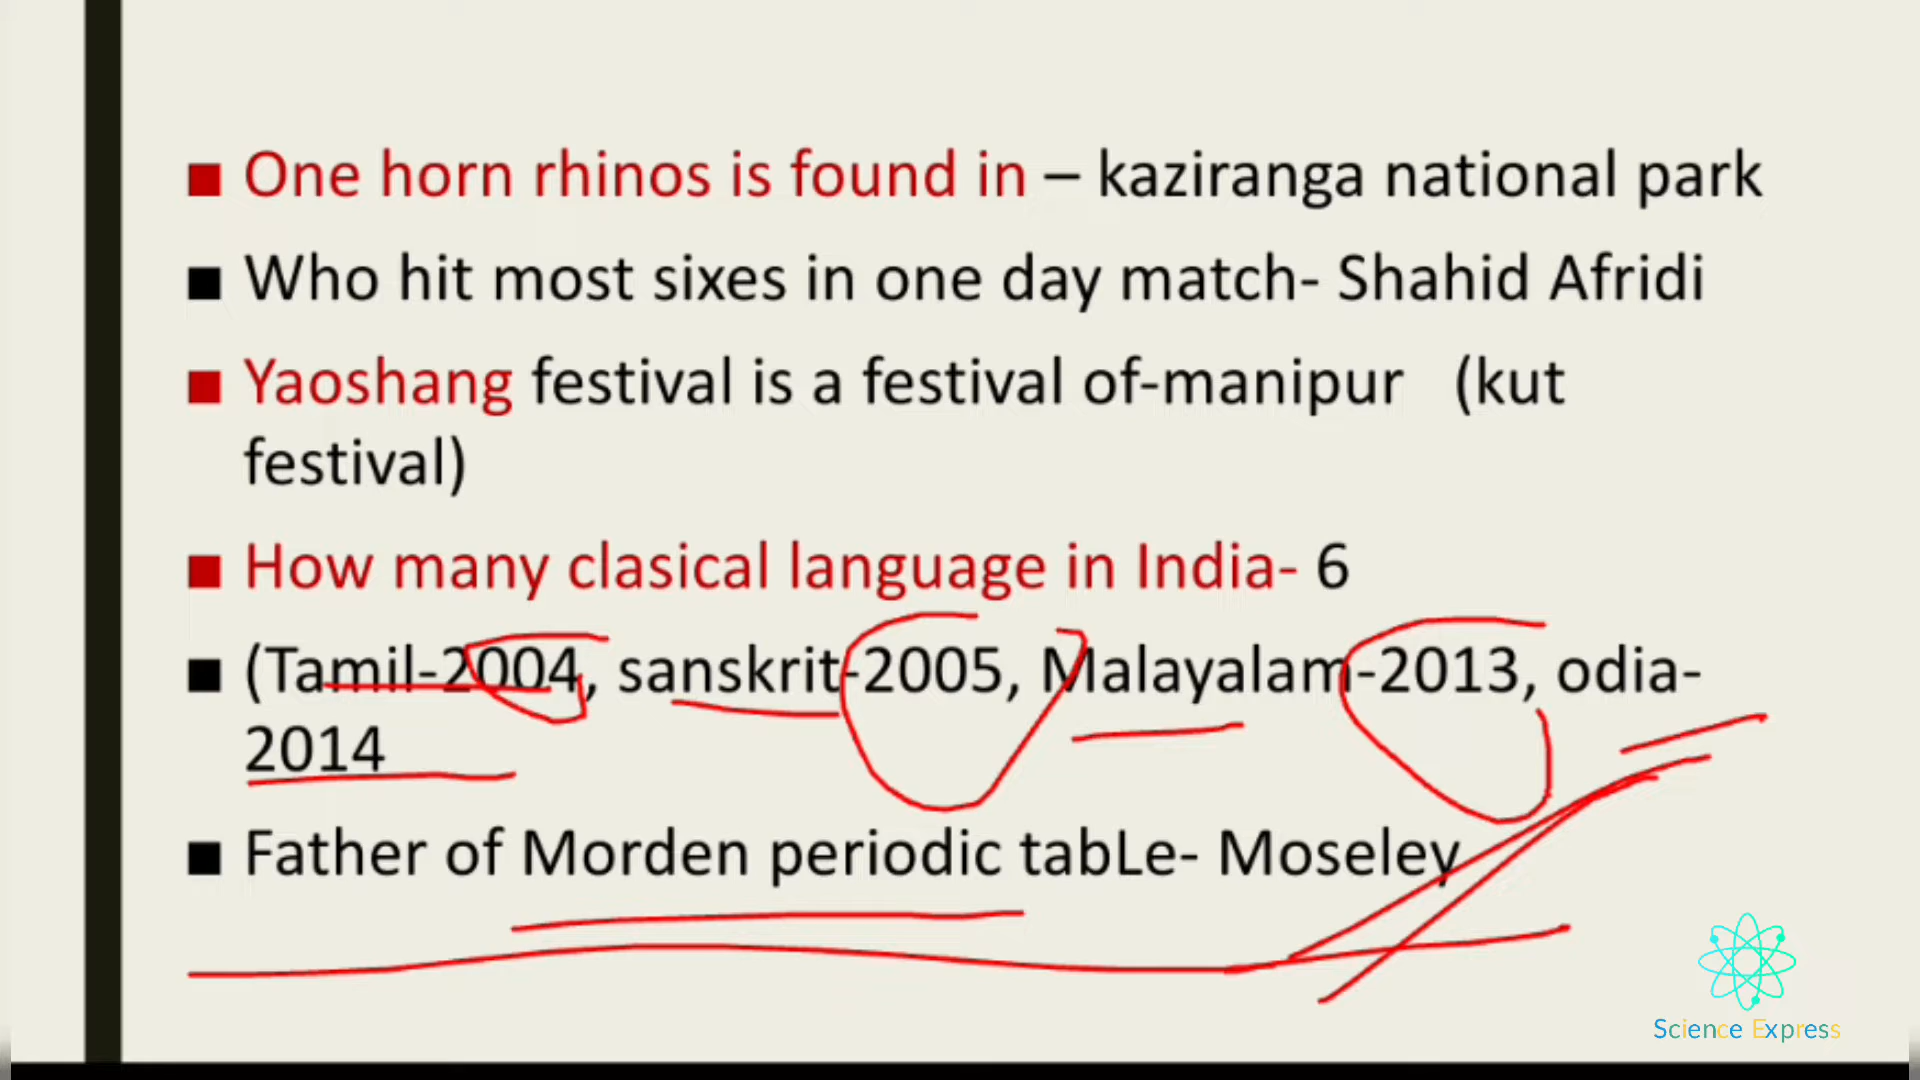 ■ One horn rhinos is found in – kaziranga national park
■ Who hit most sixes in one day match- Shahid Afridi
■ Yaoshang festival is a festival of-manipur (kut
festival)
■ How many clasical language in India- 6
■ (Tamil-2004, sanskrit-2005, Malayalam-2013, odia-
2014
■ Father of Morden periodic tabLe- Moseley
Science Express